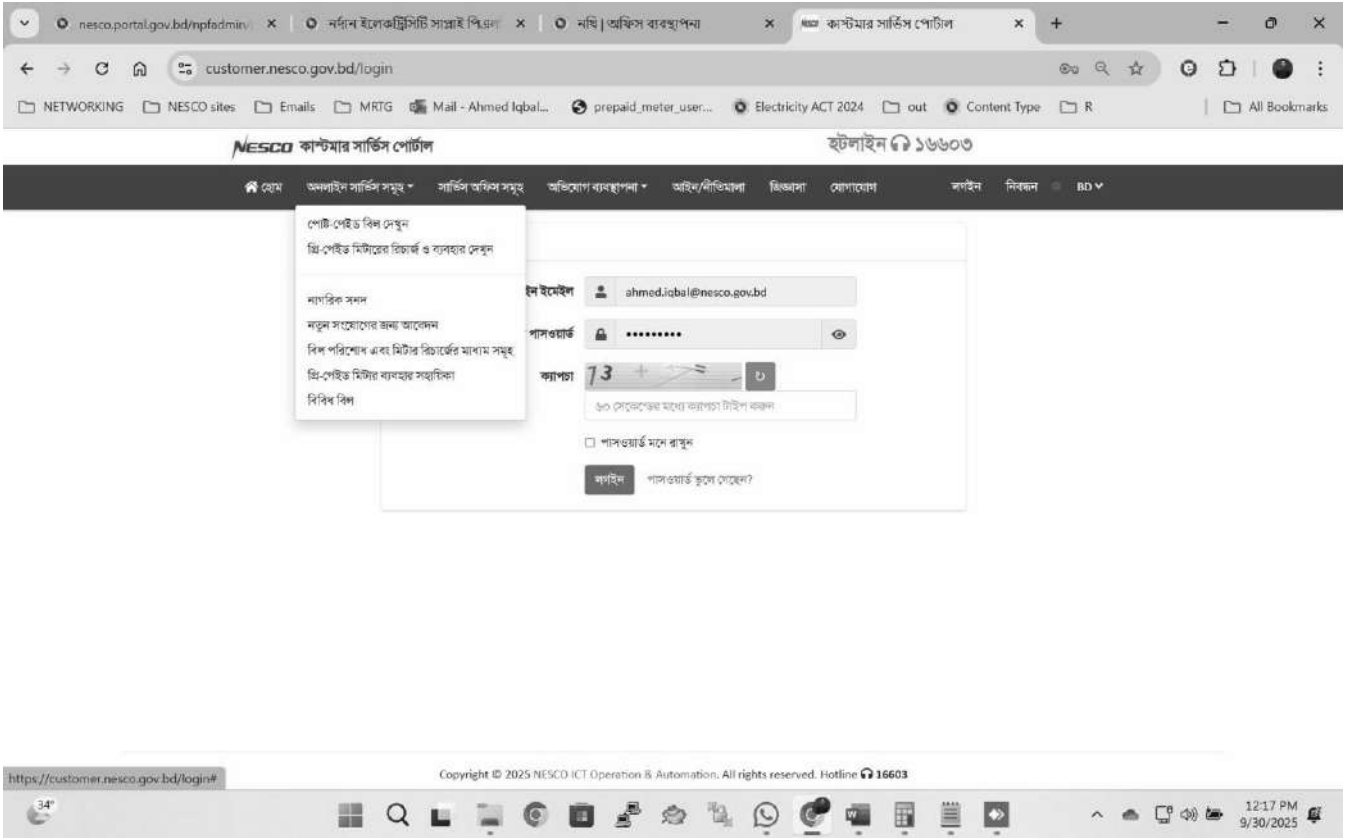 nesco.portal.gov.bd/npfadmin/
নর্দান ইলেকট্রিসিটি সাপ্লাই পি.এল
নথি | অফিস ব্যবস্থাপনা
কাস্টমার সার্ভিস পোর্টাল
customer.nesco.gov.bd/login
NETWORKING NESCO sites Emails MRTG Mail - Ahmed Iqbal... prepaid_meter_user... Electricity ACT 2024 out Content Type R All Bookmarks
NESCO কাস্টমার সার্ভিস পোর্টাল হটলাইন ১৬৬০৩
হোম অনলাইন সার্ভিস সমূহ সার্ভিস অফিস সমূহ অভিযোগ ব্যবস্থাপনা আইন/নীতিমালা জিজ্ঞাসা যোগাযোগ লগইন নিবন্ধন BD
পোষ্ট-পেইড বিল দেখুন
প্রি-পেইড মিটারের রিচার্জ ও ব্যবহার দেখুন
নাগরিক সনদ
নতুন সংযোগের জন্য আবেদন
বিল পরিশোধ এবং মিটার রিচার্জের মাধ্যম সমূহ
প্রি-পেইড মিটার ব্যবহার সহায়িকা
বিবিধ বিল
ইমেইল ahmed.iqbal@nesco.gov.bd
পাসওয়ার্ড •••••••••
ক্যাপচা 73 + =
৬০ সেকেন্ডের মধ্যে ক্যাপচা টাইপ করুন
পাসওয়ার্ড মনে রাখুন
লগইন পাসওয়ার্ড ভুলে গেছেন?
https://customer.nesco.gov.bd/login#
Copyright © 2025 NESCO ICT Operation & Automation. All rights reserved. Hotline 16603
34°
12:17 PM
9/30/2025